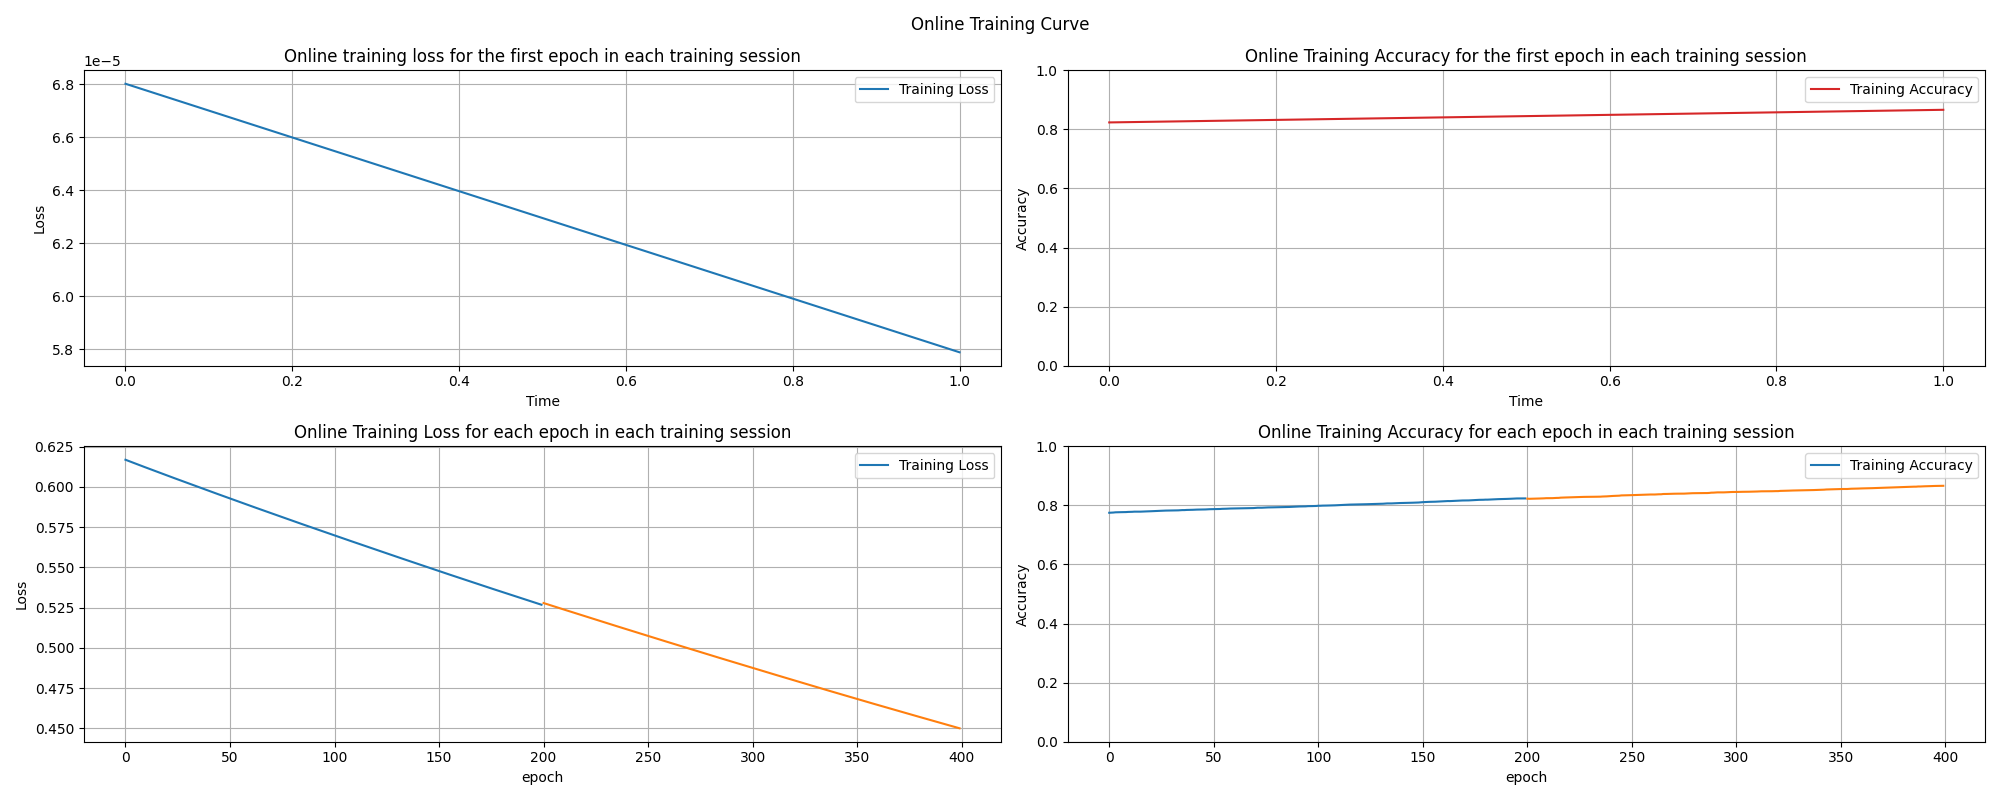 Online Training Curve
Online training loss for the first epoch in each training session
1e−5
Training Loss
6.8
6.6
6.4
6.2
6.0
5.8
Loss
0.0 0.2 0.4 0.6 0.8 1.0
Time
Online Training Accuracy for the first epoch in each training session
Training Accuracy
1.0
0.8
0.6
0.4
0.2
0.0
Accuracy
0.0 0.2 0.4 0.6 0.8 1.0
Time
Online Training Loss for each epoch in each training session
Training Loss
0.625
0.600
0.575
0.550
0.525
0.500
0.475
0.450
Loss
0 50 100 150 200 250 300 350 400
epoch
Online Training Accuracy for each epoch in each training session
Training Accuracy
1.0
0.8
0.6
0.4
0.2
0.0
Accuracy
0 50 100 150 200 250 300 350 400
epoch